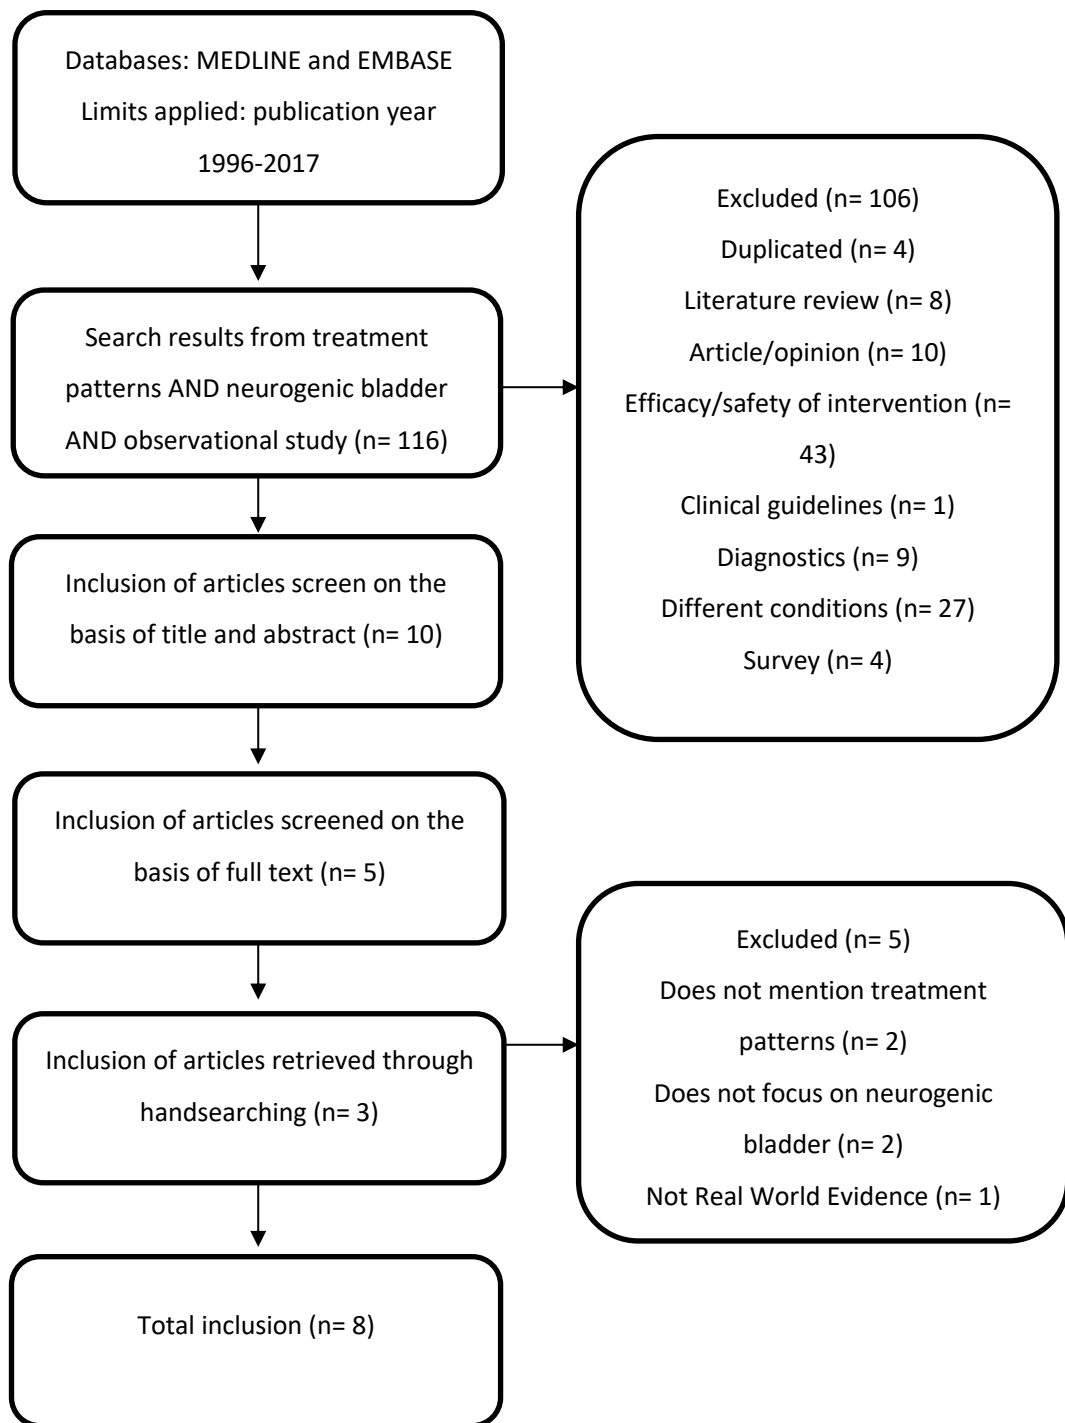 Databases: MEDLINE and EMBASE
Limits applied: publication year
1996-2017
Search results from treatment
patterns AND neurogenic bladder
AND observational study (n= 116)
Excluded (n= 106)
Duplicated (n= 4)
Literature review (n= 8)
Article/opinion (n= 10)
Efficacy/safety of intervention (n=
43)
Clinical guidelines (n= 1)
Diagnostics (n= 9)
Different conditions (n= 27)
Survey (n= 4)
Inclusion of articles screen on the
basis of title and abstract (n= 10)
Inclusion of articles screened on the
basis of full text (n= 5)
Inclusion of articles retrieved through
handsearching (n= 3)
Excluded (n= 5)
Does not mention treatment
patterns (n= 2)
Does not focus on neurogenic
bladder (n= 2)
Not Real World Evidence (n= 1)
Total inclusion (n= 8)